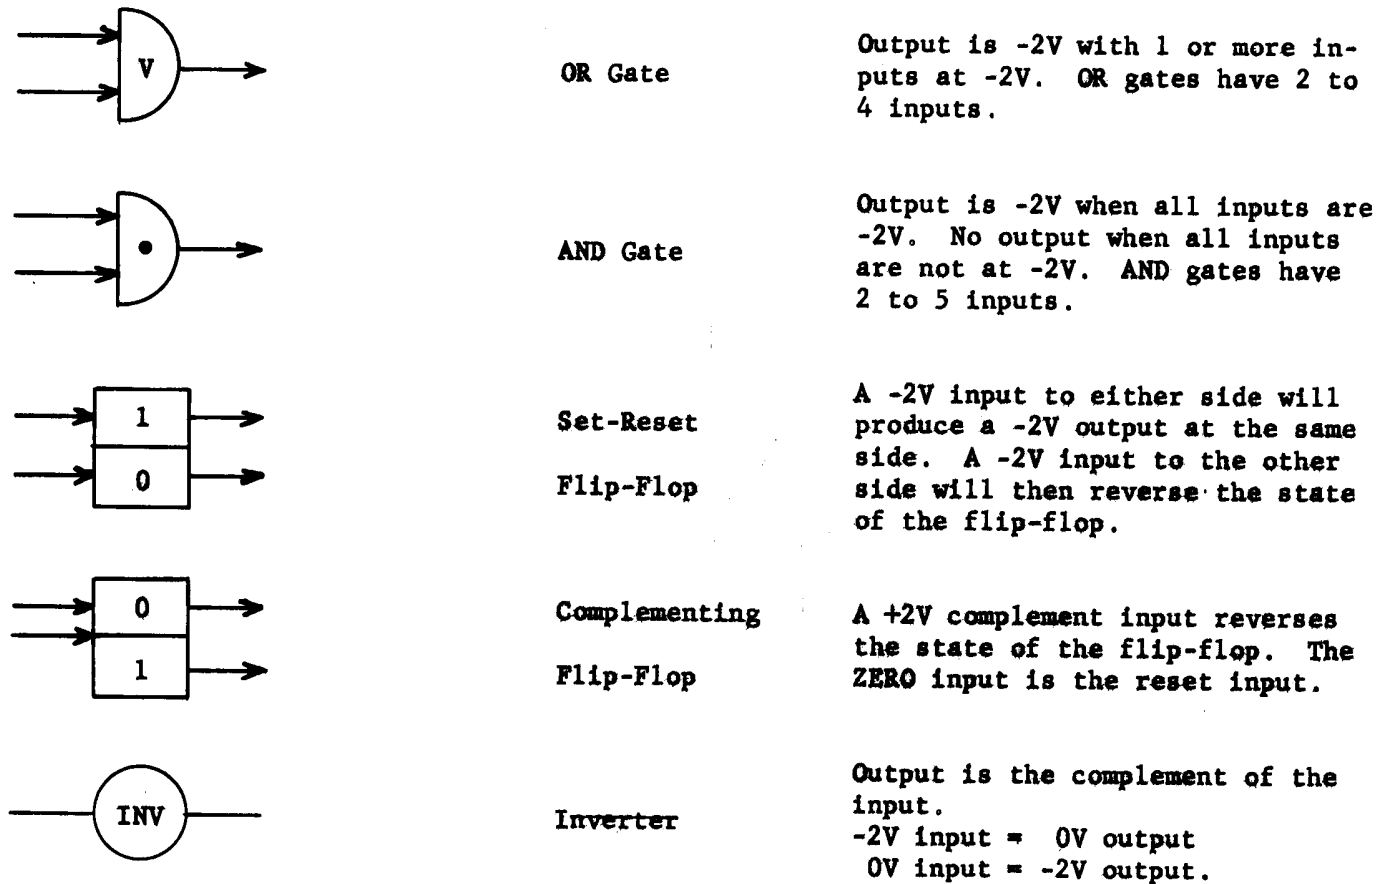 V
OR Gate
Output is -2V with 1 or more in-
puts at -2V. OR gates have 2 to
4 inputs.
•
AND Gate
Output is -2V when all inputs are
-2V. No output when all inputs
are not at -2V. AND gates have
2 to 5 inputs.
1
0
Set-Reset
Flip-Flop
A -2V input to either side will
produce a -2V output at the same
side. A -2V input to the other
side will then reverse the state
of the flip-flop.
0
1
Complementing
Flip-Flop
A +2V complement input reverses
the state of the flip-flop. The
ZERO input is the reset input.
INV
Inverter
Output is the complement of the
input.
-2V input = 0V output
0V input = -2V output.